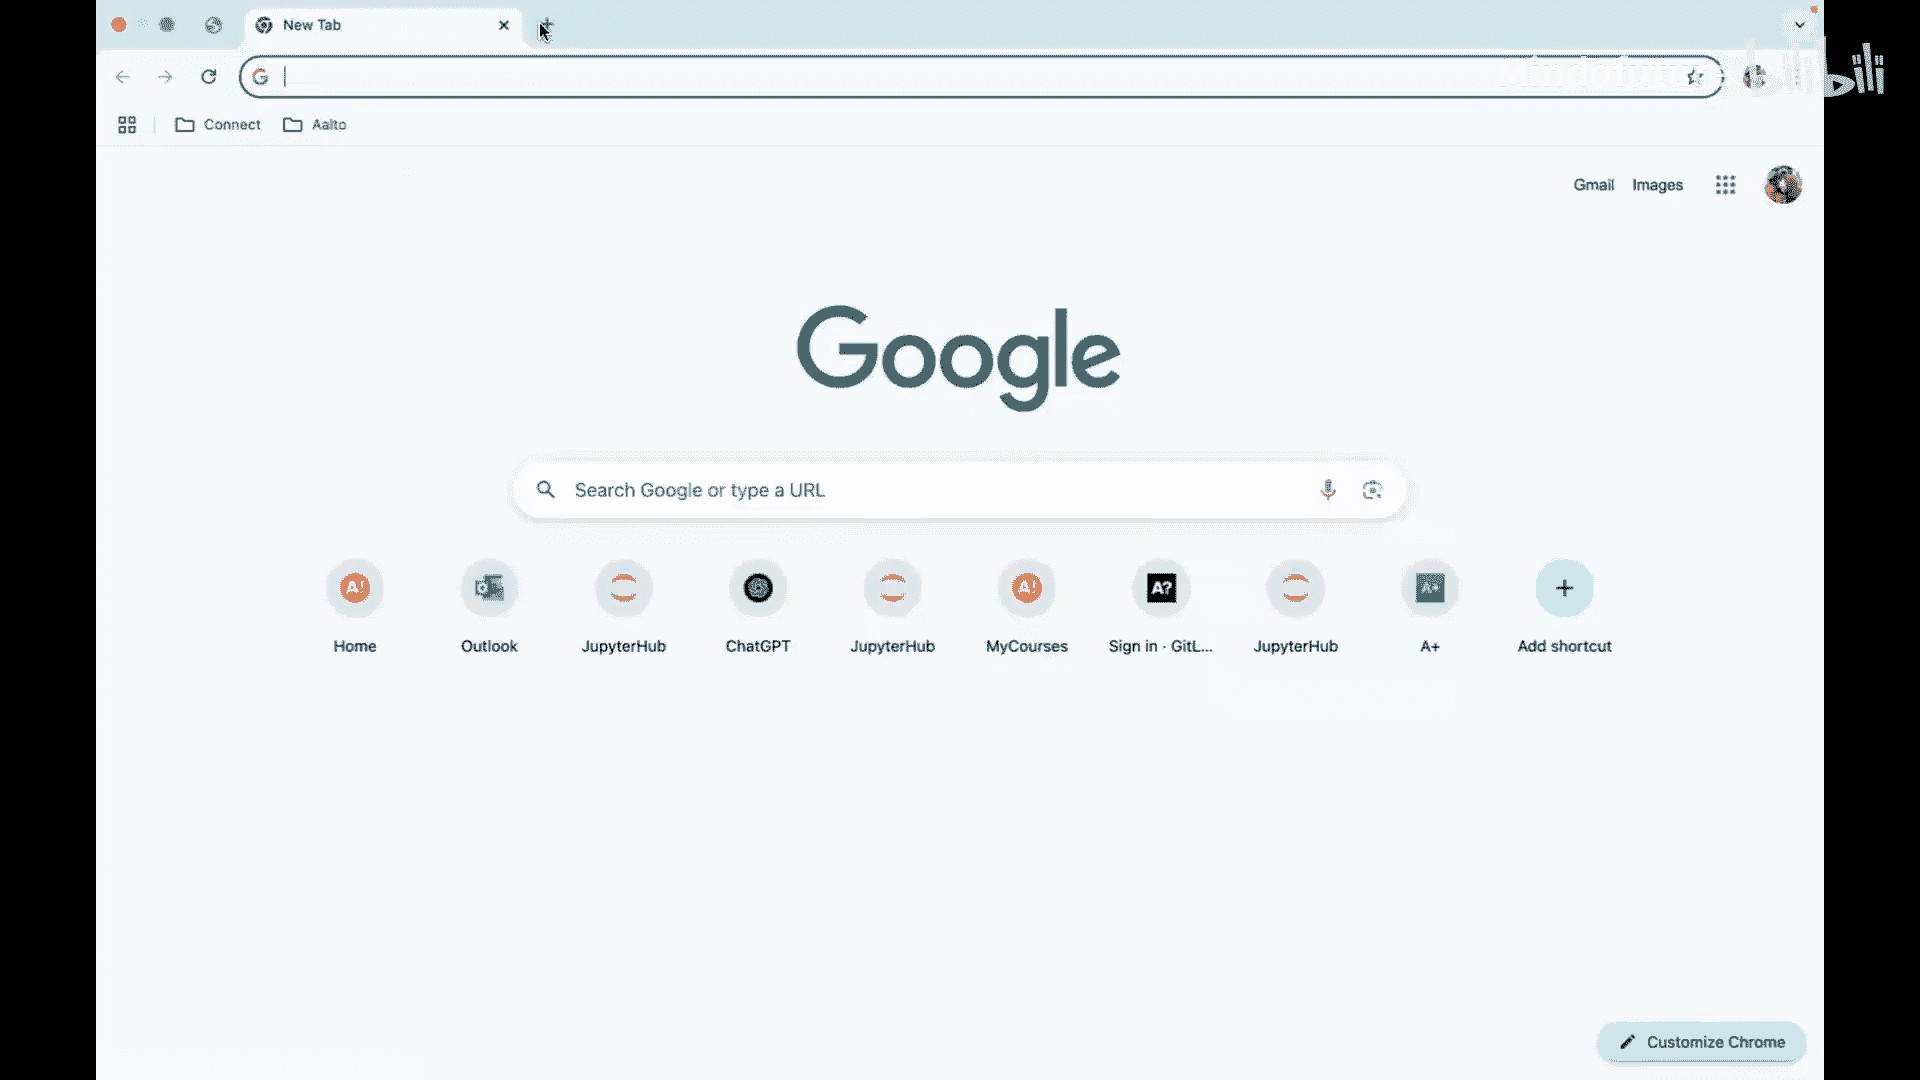 New Tab
bilibili
Connect
Aalto
Gmail
Images
Google
Search Google or type a URL
Home
Outlook
JupyterHub
ChatGPT
JupyterHub
MyCourses
Sign in · GitL...
JupyterHub
A+
Add shortcut
Customize Chrome